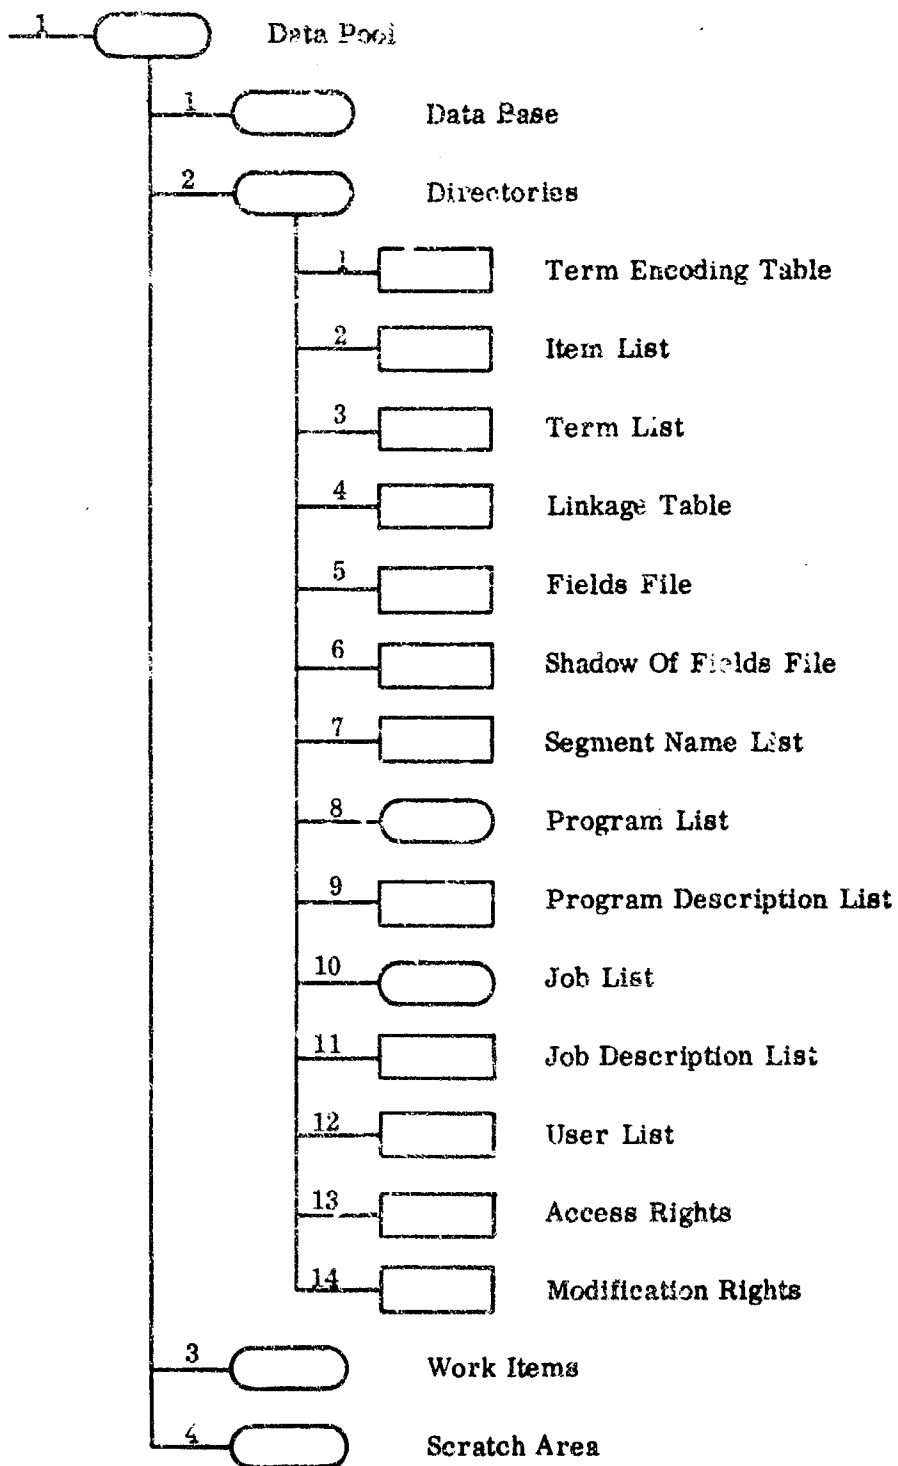 1 Data Pool
1 Data Base
2 Directories
1 Term Encoding Table
2 Item List
3 Term List
4 Linkage Table
5 Fields File
6 Shadow Of Fields File
7 Segment Name List
8 Program List
9 Program Description List
10 Job List
11 Job Description List
12 User List
13 Access Rights
14 Modification Rights
3 Work Items
4 Scratch Area